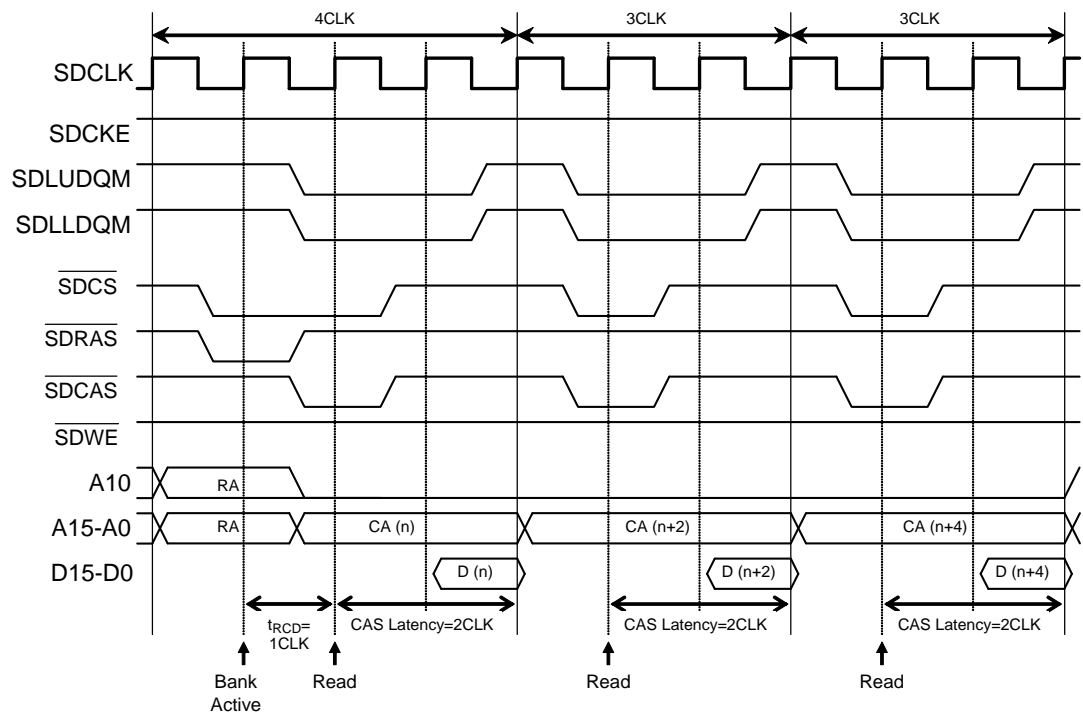 4CLK
3CLK
3CLK
SDCLK
SDCKE
SDLUDQM
SDLLDQM
SDCS
SDRAS
SDCAS
SDWE
A10
RA
A15-A0
RA
CA (n)
CA (n+2)
CA (n+4)
D15-D0
D (n)
D (n+2)
D (n+4)
tRCD=
1CLK
CAS Latency=2CLK
CAS Latency=2CLK
CAS Latency=2CLK
Bank
Active
Read
Read
Read